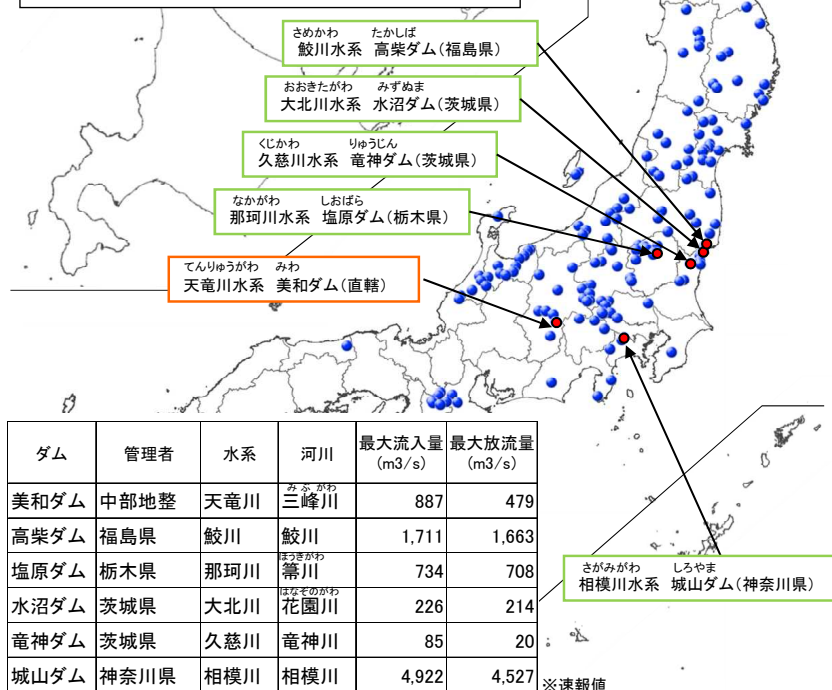 さめかわ たかしば
鮫川水系 高柴ダム(福島県)
おおきたがわ みずぬま
大北川水系 水沼ダム(茨城県)
くじかわ りゅうじん
久慈川水系 竜神ダム(茨城県)
なかがわ しおばら
那珂川水系 塩原ダム(栃木県)
てんりゅうがわ みわ
天竜川水系 美和ダム(直轄)
さがみがわ しろやま
相模川水系 城山ダム(神奈川県)
ダム 管理者 水系 河川 最大流入量(m3/s) 最大放流量(m3/s)
みぶ がわ
美和ダム 中部地整 天竜川 三峰川 887 479
高柴ダム 福島県 鮫川 鮫川 1,711 1,663
ほうきがわ
塩原ダム 栃木県 那珂川 箒川 734 708
はなぞのがわ
水沼ダム 茨城県 大北川 花園川 226 214
竜神ダム 茨城県 久慈川 竜神川 85 20
城山ダム 神奈川県 相模川 相模川 4,922 4,527
※速報値